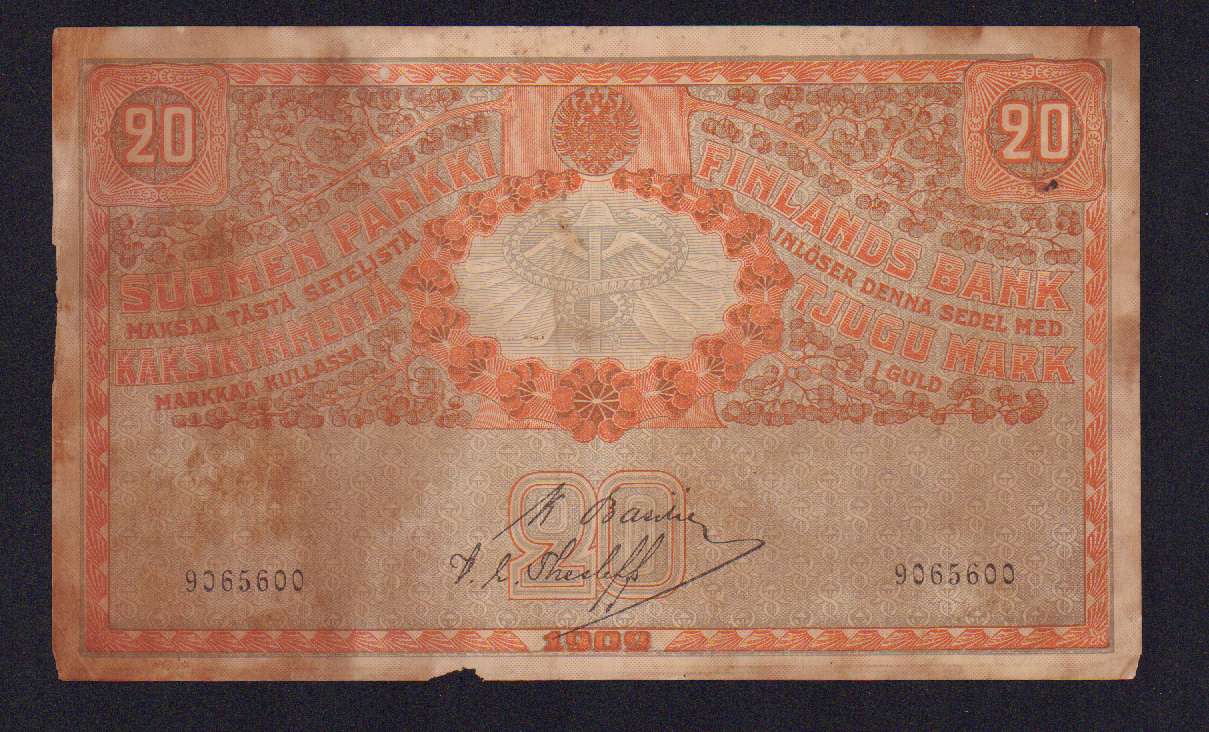 20
20
SUOMEN PANKKI
MAKSAA TÄSTÄ SETELISTÄ
KAKSIKYMMENTÄ
MARKKAA KULLASSA
FINLANDS BANK
INLÖSER DENNA SEDEL MED
TJUGU MARK
I GULD
20
9065600
9065600
1909